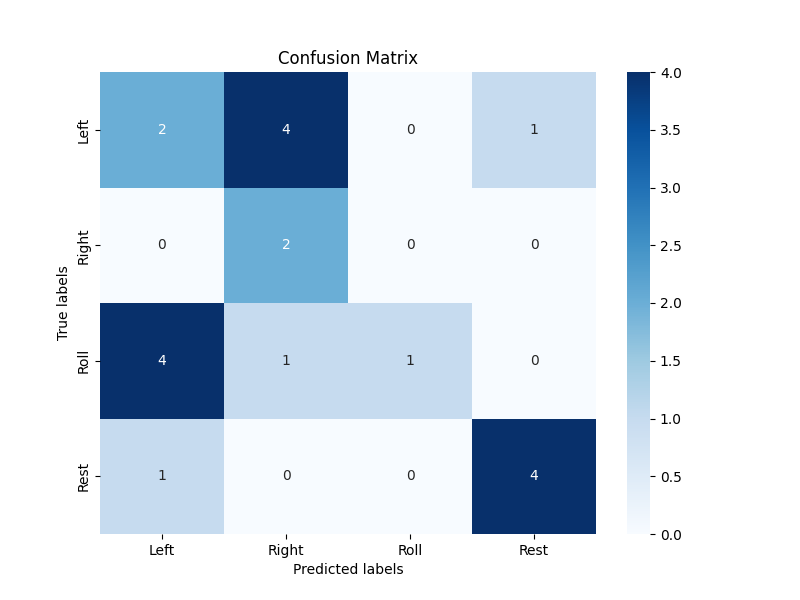 Confusion Matrix
True labels
Left 2 4 0 1
Right 0 2 0 0
Roll 4 1 1 0
Rest 1 0 0 4
Left Right Roll Rest
Predicted labels
4.0
3.5
3.0
2.5
2.0
1.5
1.0
0.5
0.0